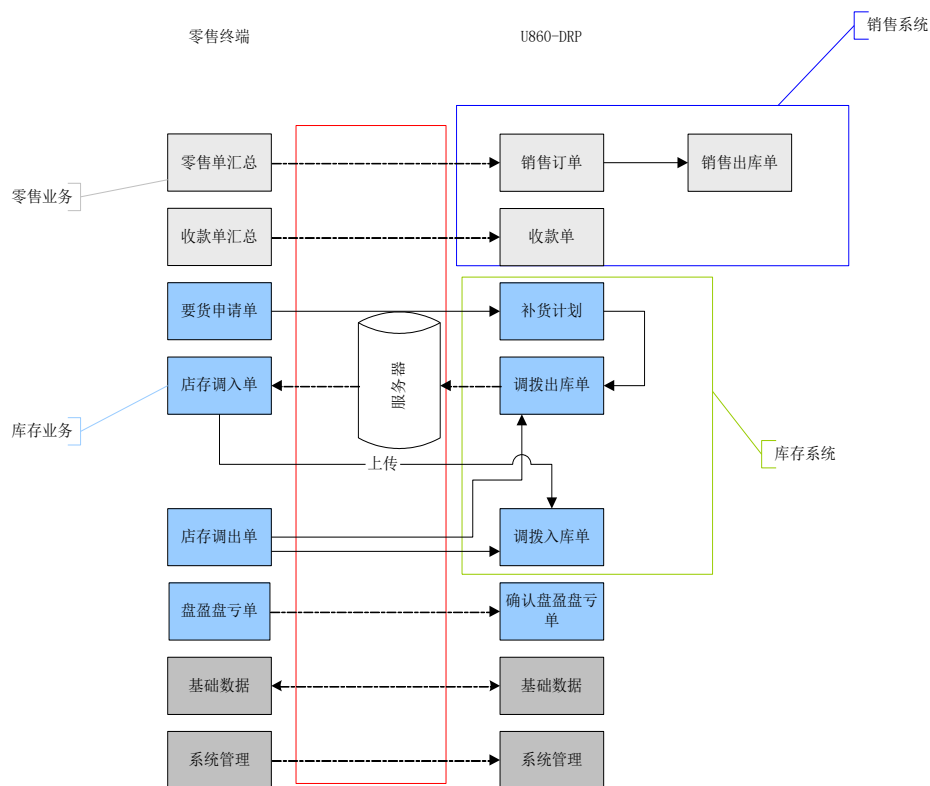 销售系统
零售终端
U860-DRP
零售单汇总
销售订单
销售出库单
零售业务
收款单汇总
收款单
要货申请单
补货计划
店存调入单
服务器
调拨出库单
库存业务
库存系统
上传
店存调出单
调拨入库单
盘盈盘亏单
确认盘盈盘亏
单
基础数据
基础数据
系统管理
系统管理